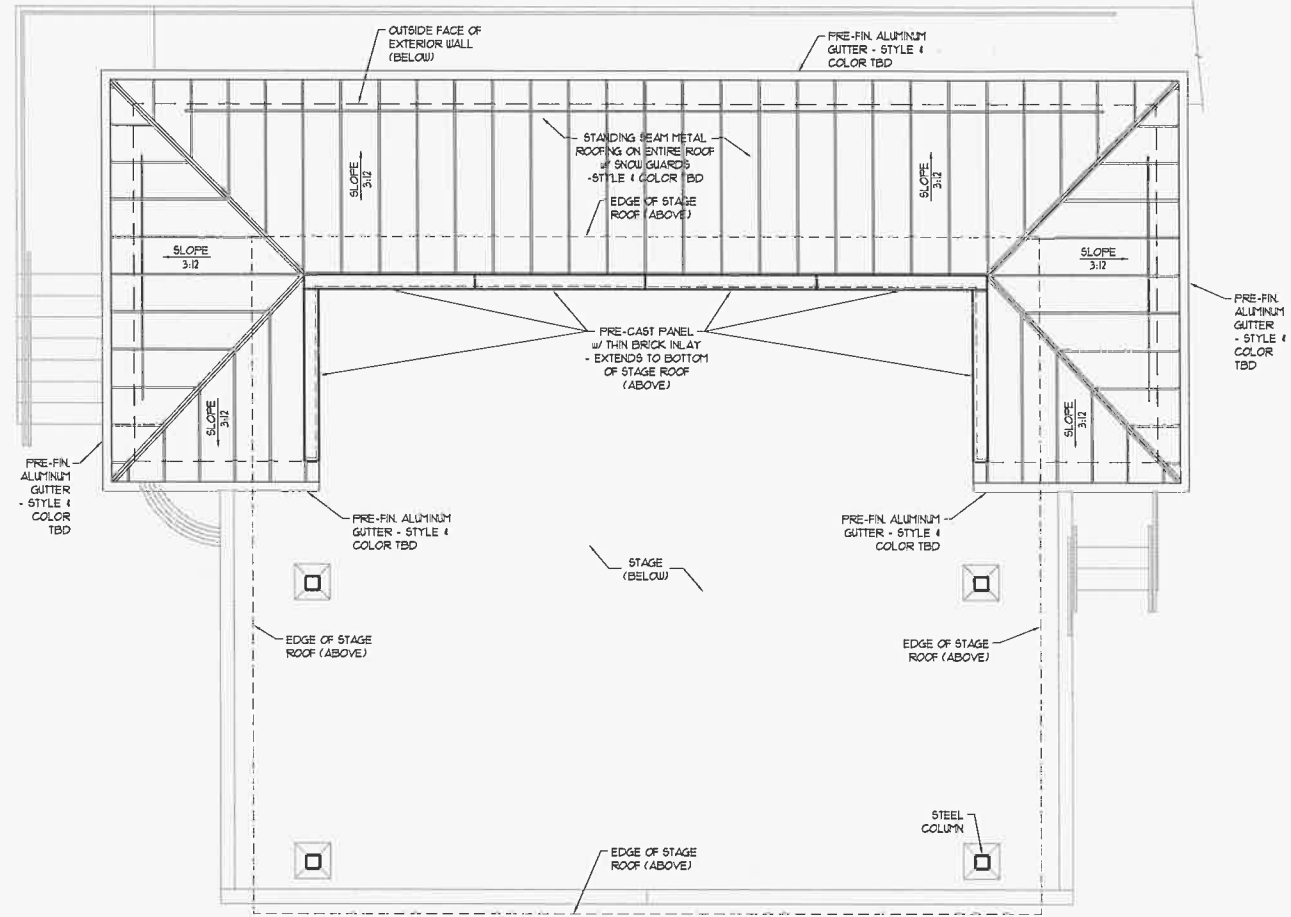 OUTSIDE FACE OF
EXTERIOR WALL
(BELOW)
PRE-FIN. ALUMINUM
GUTTER - STYLE &
COLOR TBD
STANDING SEAM METAL
ROOFING ON ENTIRE ROOF
w/ SNOW GUARDS
-STYLE & COLOR TBD
SLOPE
3:12
SLOPE
3:12
EDGE OF STAGE
ROOF (ABOVE)
SLOPE
3:12
SLOPE
3:12
PRE-FIN.
ALUMINUM
GUTTER
- STYLE &
COLOR
TBD
PRE-CAST PANEL
w/ THIN BRICK INLAY
- EXTENDS TO BOTTOM
OF STAGE ROOF
(ABOVE)
SLOPE
3:12
SLOPE
3:12
PRE-FIN.
ALUMINUM
GUTTER
- STYLE &
COLOR
TBD
PRE-FIN. ALUMINUM
GUTTER - STYLE &
COLOR TBD
PRE-FIN. ALUMINUM
GUTTER - STYLE &
COLOR TBD
STAGE
(BELOW)
EDGE OF STAGE
ROOF (ABOVE)
EDGE OF STAGE
ROOF (ABOVE)
STEEL
COLUMN
EDGE OF STAGE
ROOF (ABOVE)